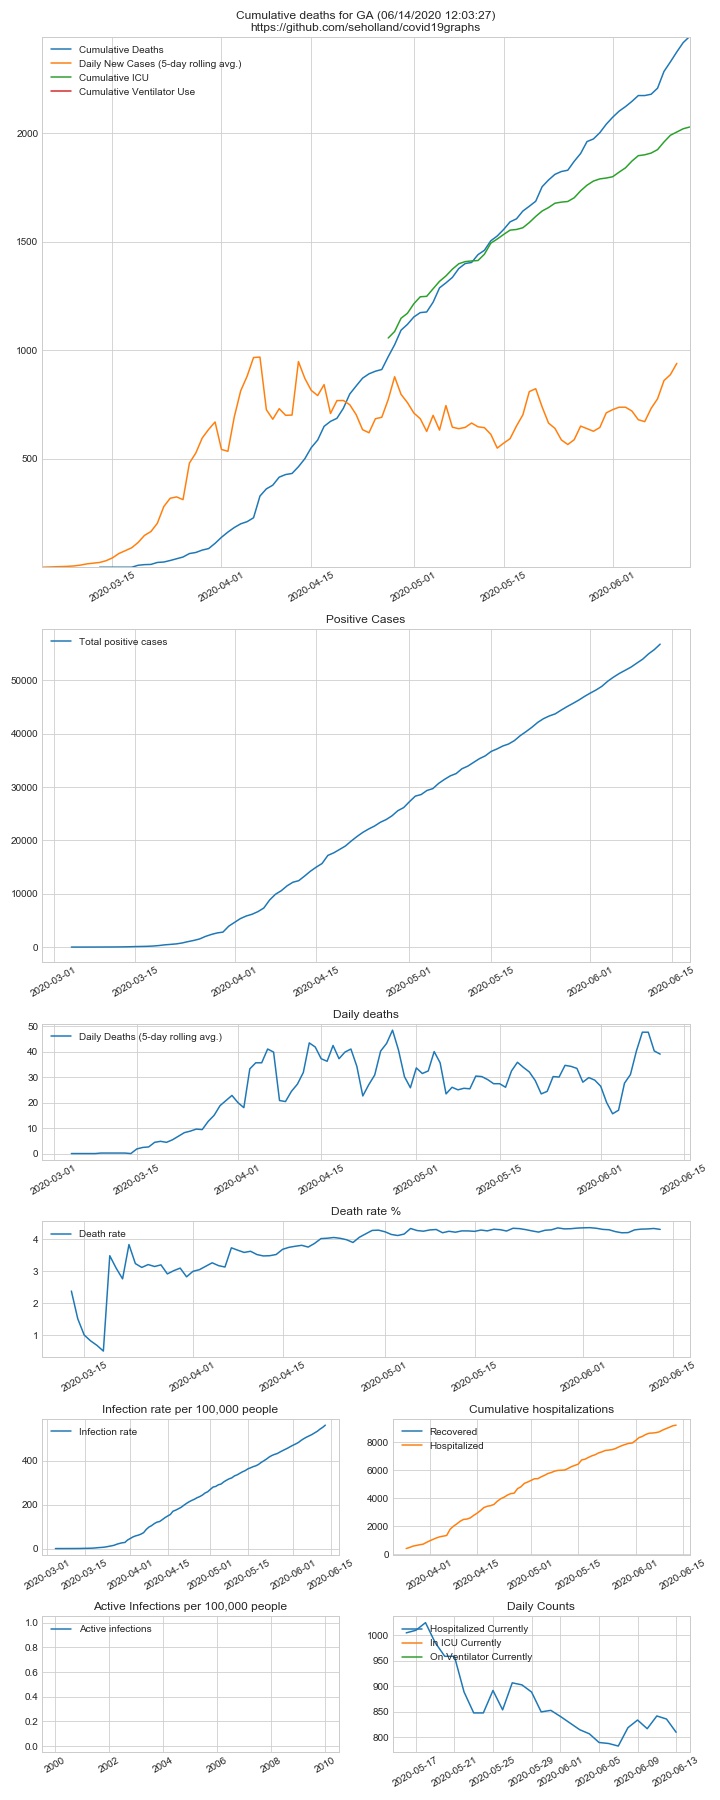 Cumulative deaths for GA (06/14/2020 12:03:27)
https://github.com/seholland/covid19graphs
Cumulative Deaths
Daily New Cases (5-day rolling avg.)
Cumulative ICU
Cumulative Ventilator Use
2000
1500
1000
500
2020-03-15 2020-04-01 2020-04-15 2020-05-01 2020-05-15 2020-06-01
Positive Cases
Total positive cases
50000
40000
30000
20000
10000
0
2020-03-01 2020-03-15 2020-04-01 2020-04-15 2020-05-01 2020-05-15 2020-06-01 2020-06-15
Daily deaths
Daily Deaths (5-day rolling avg.)
50
40
30
20
10
0
2020-03-01 2020-03-15 2020-04-01 2020-04-15 2020-05-01 2020-05-15 2020-06-01 2020-06-15
Death rate %
Death rate
4
3
2
1
2020-03-15 2020-04-01 2020-04-15 2020-05-01 2020-05-15 2020-06-01 2020-06-15
Infection rate per 100,000 people
Infection rate
400
200
0
2020-03-01 2020-03-15 2020-04-01 2020-04-15 2020-05-01 2020-05-15 2020-06-01 2020-06-15
Cumulative hospitalizations
Recovered
Hospitalized
8000
6000
4000
2000
0
2020-04-01 2020-04-15 2020-05-01 2020-05-15 2020-06-01 2020-06-15
Active Infections per 100,000 people
Active infections
1.0
0.8
0.6
0.4
0.2
0.0
2000 2002 2004 2006 2008 2010
Daily Counts
Hospitalized Currently
In ICU Currently
On Ventilator Currently
1000
950
900
850
800
2020-05-17 2020-05-21 2020-05-25 2020-05-29 2020-06-01 2020-06-05 2020-06-09 2020-06-13